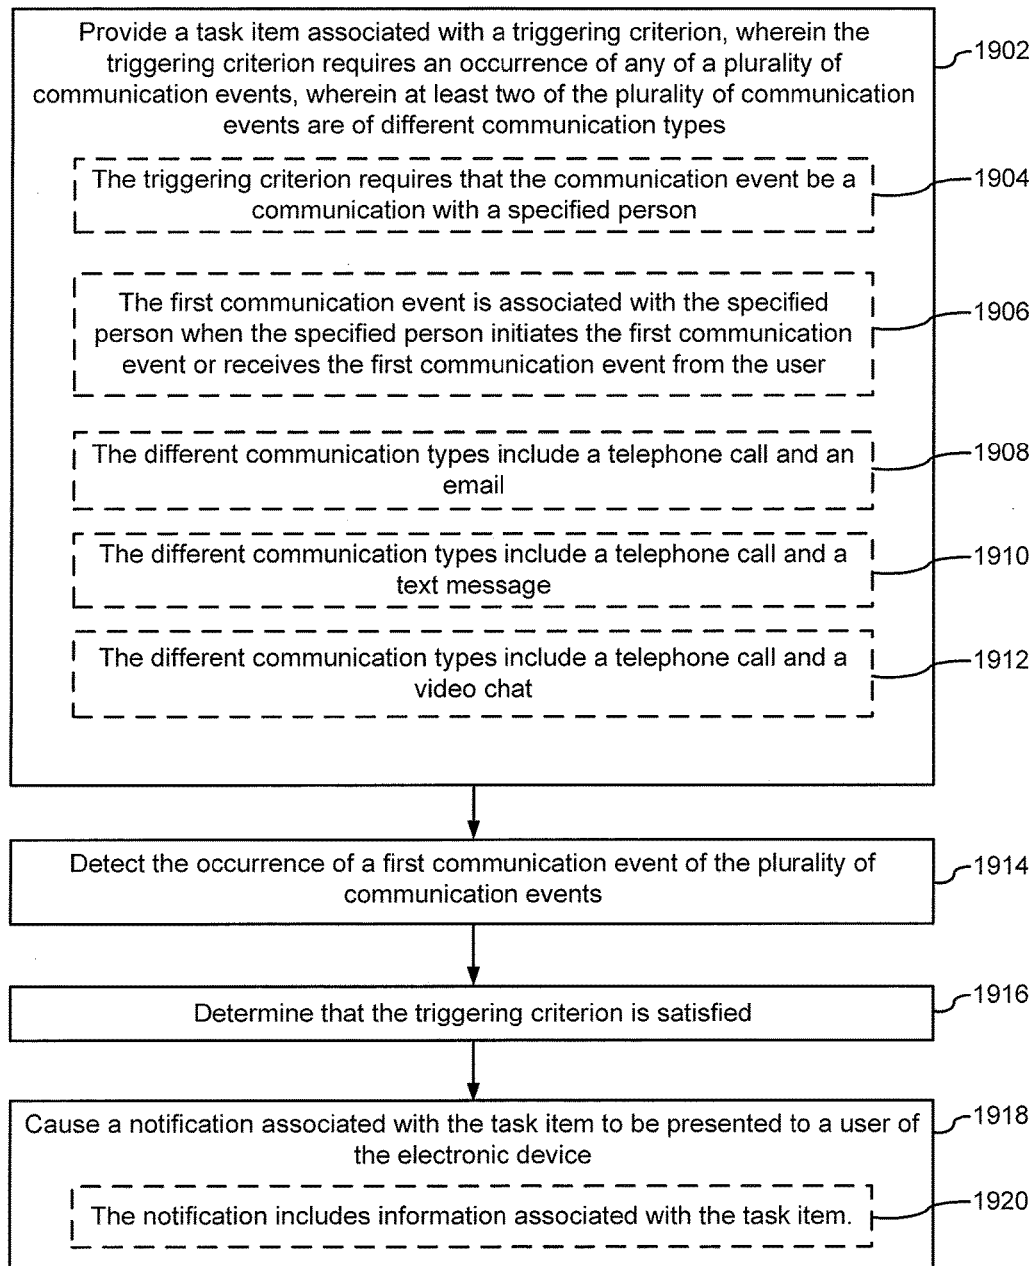 Provide a task item associated with a triggering criterion, wherein the
triggering criterion requires an occurrence of any of a plurality of
communication events, wherein at least two of the plurality of communication
events are of different communication types
1902
The triggering criterion requires that the communication event be a
communication with a specified person
1904
The first communication event is associated with the specified
person when the specified person initiates the first communication
event or receives the first communication event from the user
1906
The different communication types include a telephone call and an
email
1908
The different communication types include a telephone call and a
text message
1910
The different communication types include a telephone call and a
video chat
1912
Detect the occurrence of a first communication event of the plurality of
communication events
1914
Determine that the triggering criterion is satisfied
1916
Cause a notification associated with the task item to be presented to a user of
the electronic device
1918
The notification includes information associated with the task item.
1920